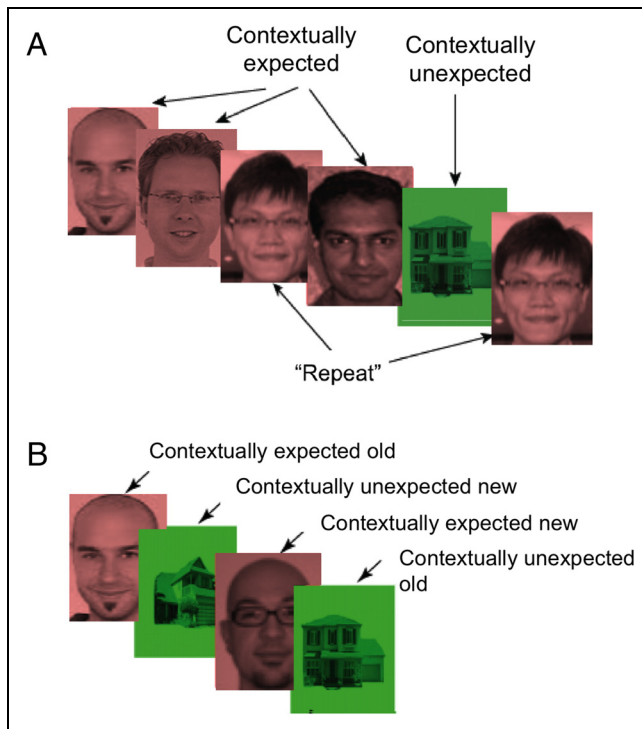 A
Contextually
expected
Contextually
unexpected
“Repeat”
B
Contextually expected old
Contextually unexpected new
Contextually expected new
Contextually unexpected
old